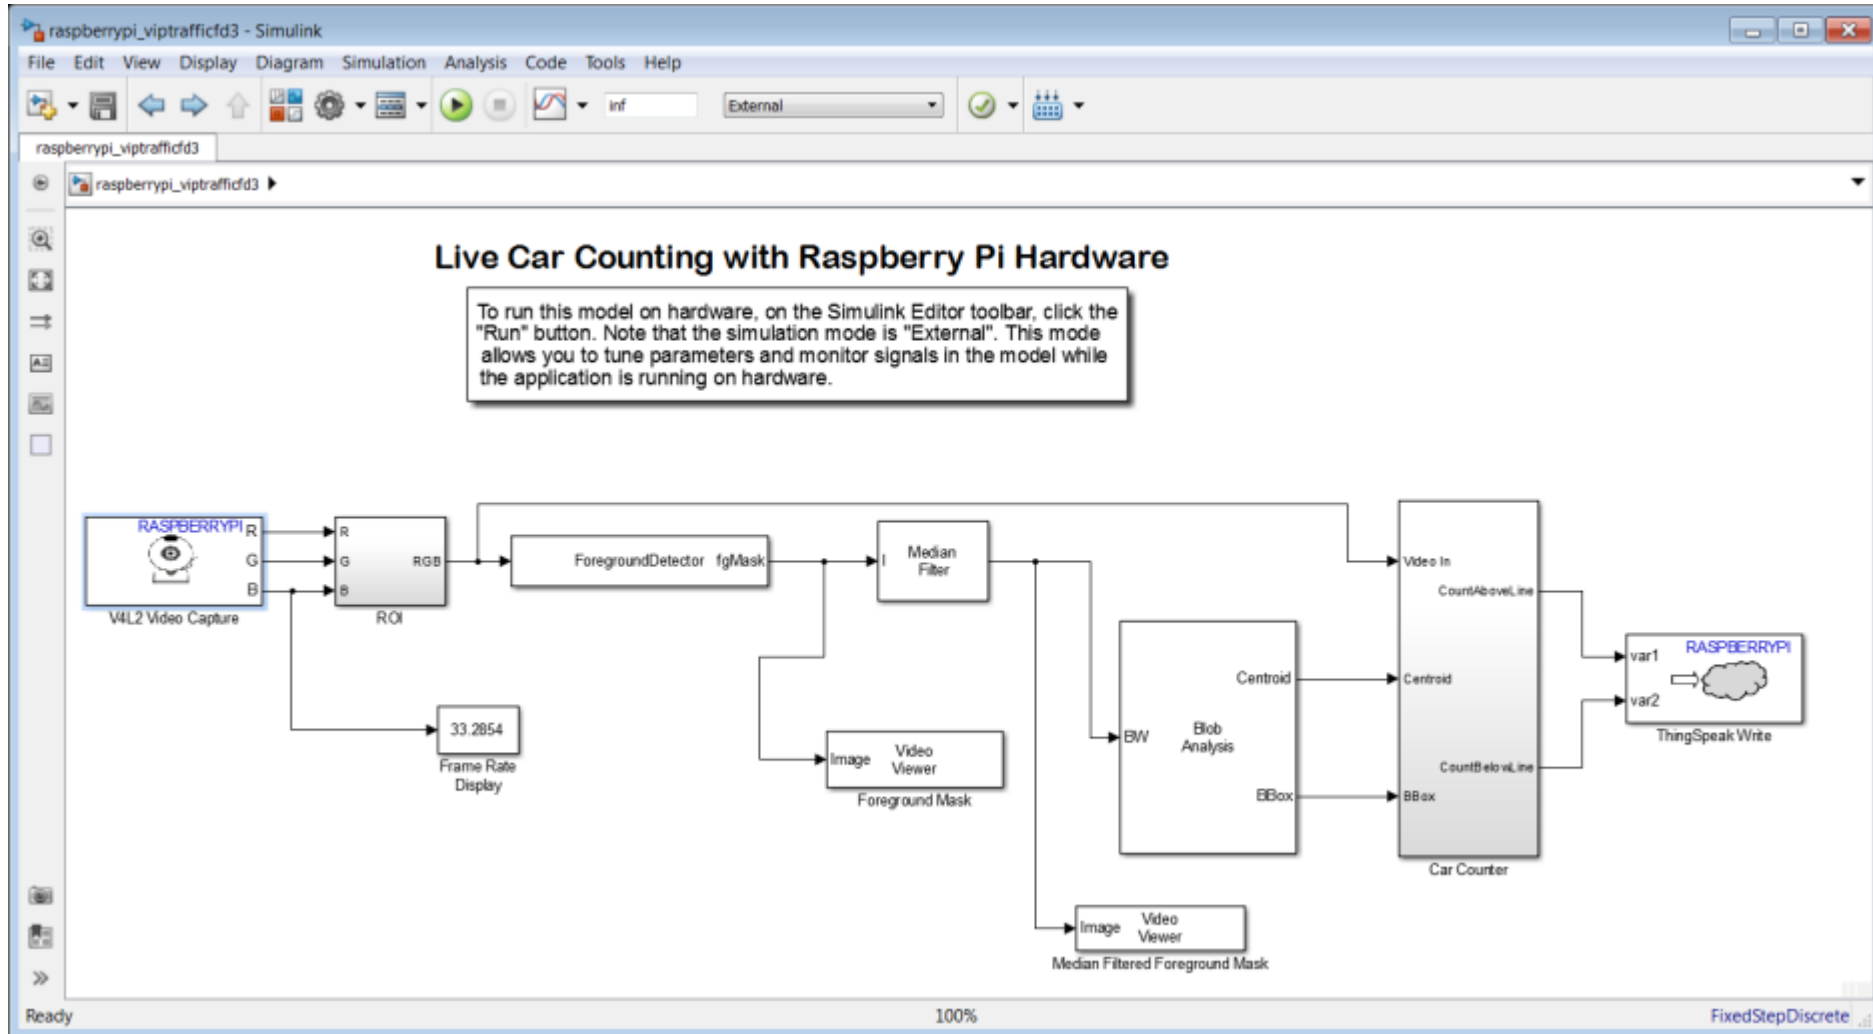 raspberrypi_viptrafficfd3 - Simulink
File Edit View Display Diagram Simulation Analysis Code Tools Help
inf External
raspberrypi_viptrafficfd3
raspberrypi_viptrafficfd3
Live Car Counting with Raspberry Pi Hardware
To run this model on hardware, on the Simulink Editor toolbar, click the
"Run" button. Note that the simulation mode is "External". This mode
allows you to tune parameters and monitor signals in the model while
the application is running on hardware.
RASPBERRYPI
R
G
B
V4L2 Video Capture
R
G
B
RGB
ROI
33.2854
Frame Rate
Display
ForegroundDetector fgMask
Image
Video
Viewer
Foreground Mask
I
Median
Filter
Image
Video
Viewer
Median Filtered Foreground Mask
BW
Blob
Analysis
Centroid
BBox
Video In
Centroid
BBox
CountAboveLine
CountBelowLine
Car Counter
RASPBERRYPI
var1
var2
ThingSpeak Write
Ready 100% FixedStepDiscrete